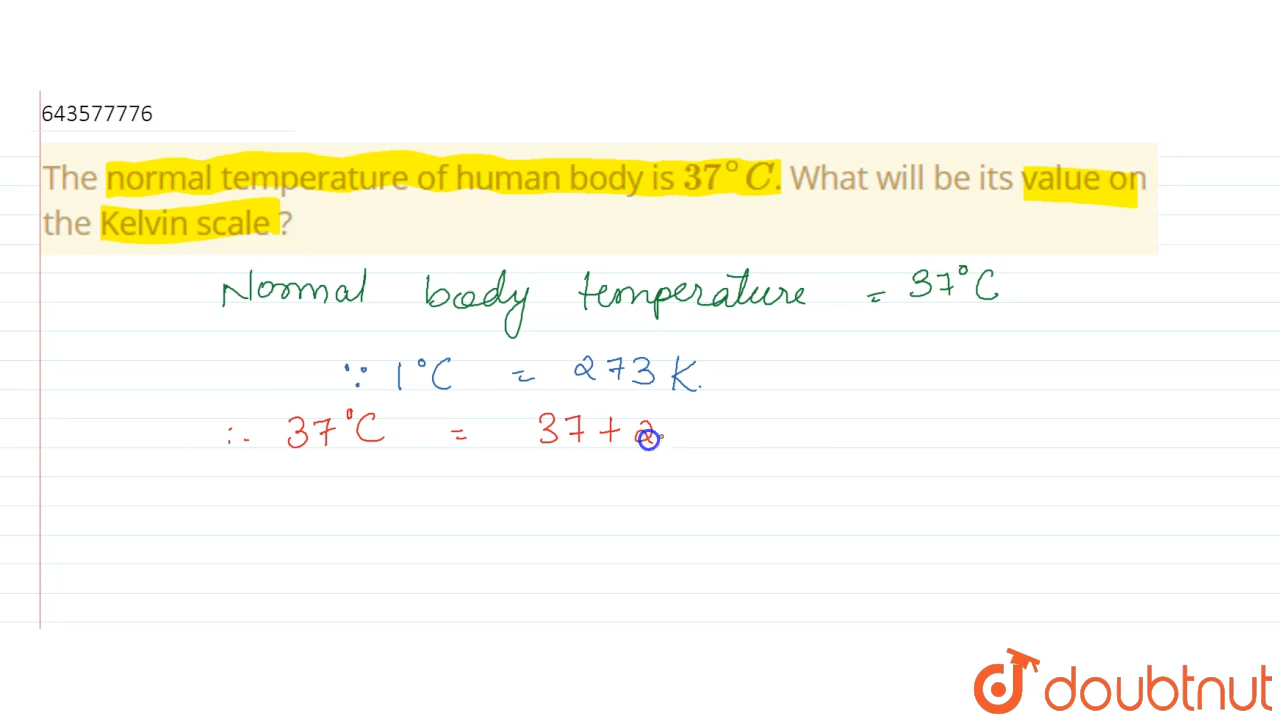 643577776
The normal temperature of human body is 37°C. What will be its value on
the Kelvin scale ?
Normal body temperature = 37°C
∵ 1°C = 273 K.
∴ 37°C = 37 + 2
doubtnut